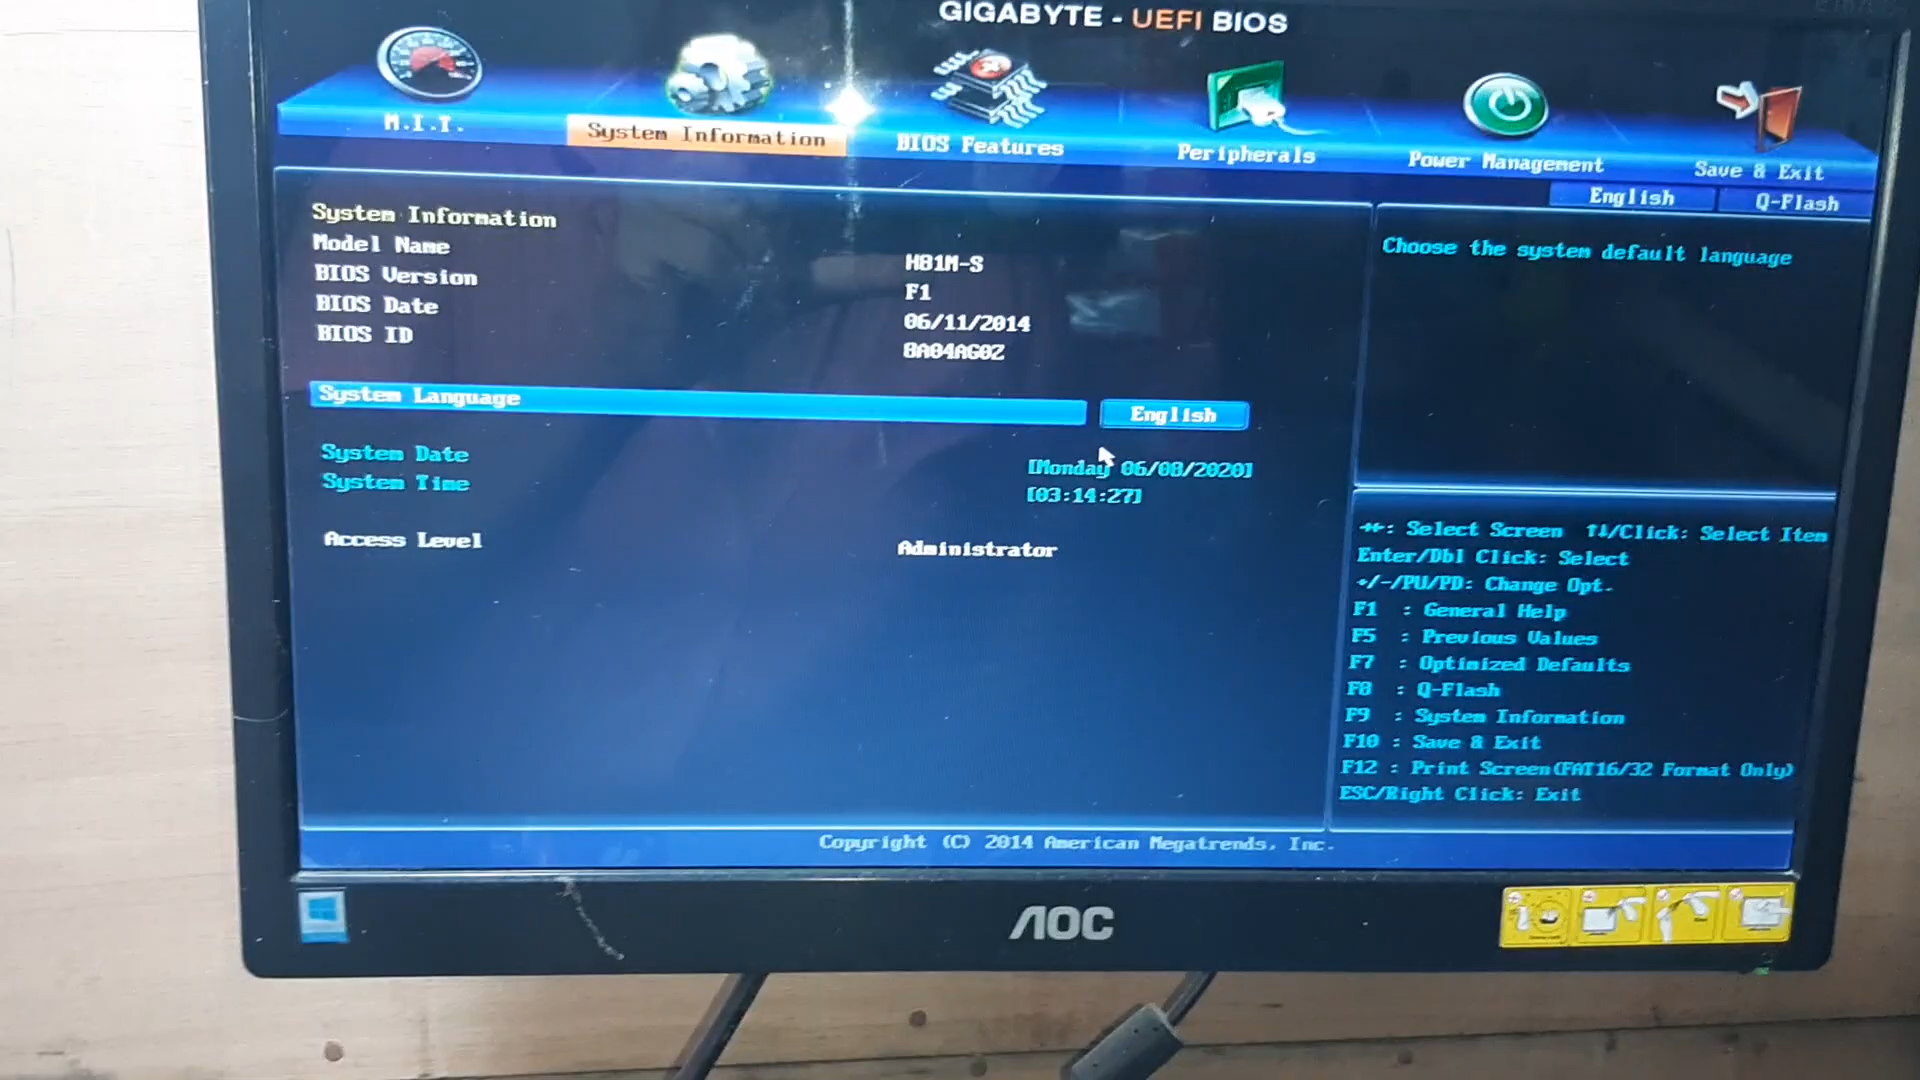 GIGABYTE - UEFI BIOS
M.I.T.
System Information
BIOS Features
Peripherals
Power Management
Save & Exit
English
Q-Flash
System Information
Model Name
H81M-S
BIOS Version
F1
BIOS Date
06/11/2014
BIOS ID
8A04AG0Z
System Language
English
System Date
[Monday 06/08/2020]
System Time
[03:14:27]
Access Level
Administrator
Choose the system default language
→←: Select Screen ↑↓/Click: Select Item
Enter/Dbl Click: Select
+/-/PU/PD: Change Opt.
F1 : General Help
F5 : Previous Values
F7 : Optimized Defaults
F8 : Q-Flash
F9 : System Information
F10 : Save & Exit
F12 : Print Screen(FAT16/32 Format Only)
ESC/Right Click: Exit
Copyright (C) 2014 American Megatrends, Inc.
AOC